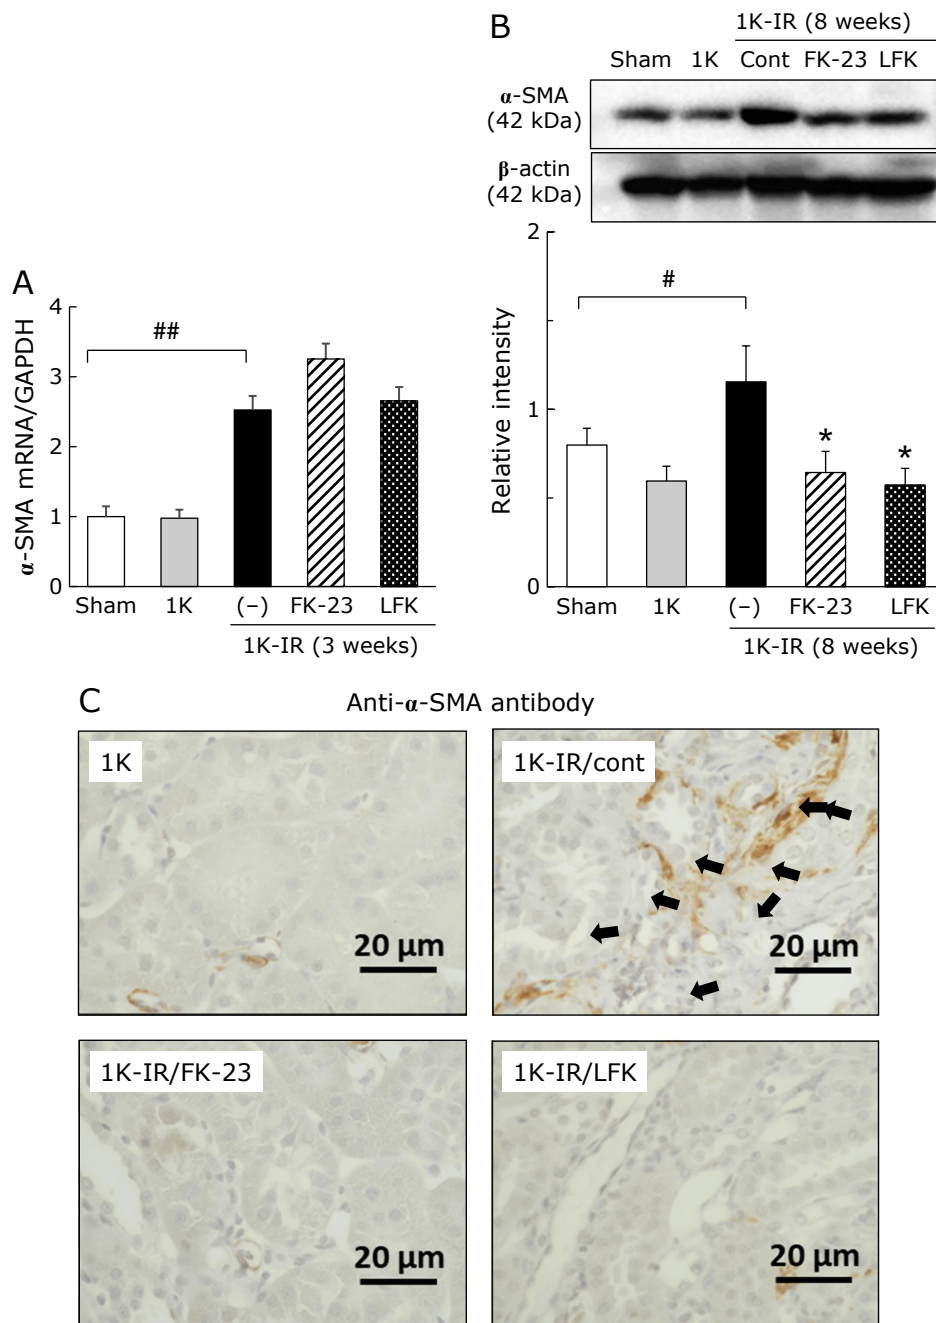 B
1K-IR (8 weeks)
Sham 1K Cont FK-23 LFK
α-SMA
(42 kDa)
β-actin
(42 kDa)
A
α-SMA mRNA/GAPDH
4
3
2
1
0
##
Sham 1K (−) FK-23 LFK
1K-IR (3 weeks)
Relative intensity
2
1
0
#
*
*
Sham 1K (−) FK-23 LFK
1K-IR (8 weeks)
C
Anti-α-SMA antibody
1K
20 μm
1K-IR/cont
20 μm
1K-IR/FK-23
20 μm
1K-IR/LFK
20 μm